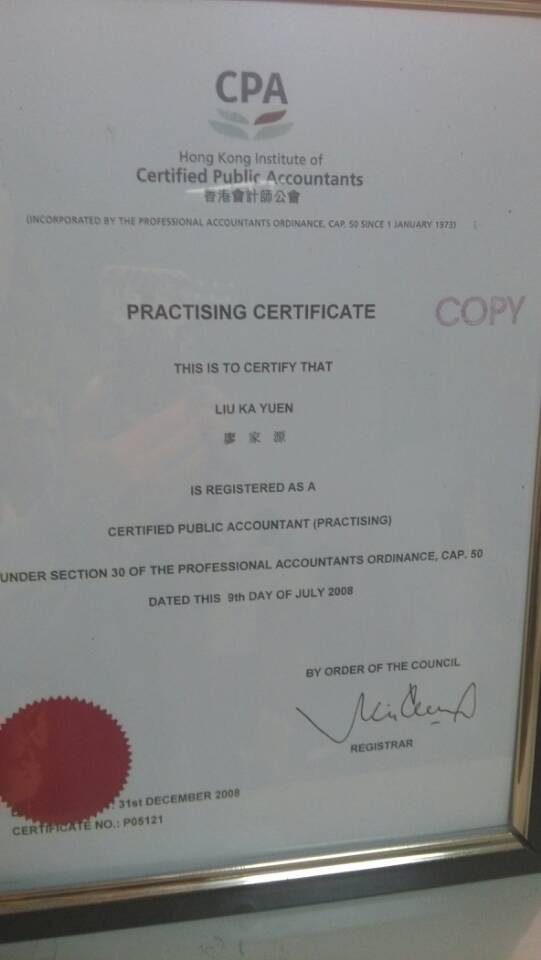 CPA
Hong Kong Institute of
Certified Public Accountants
香港會計師公會
(INCORPORATED BY THE PROFESSIONAL ACCOUNTANTS ORDINANCE, CAP. 50 SINCE 1 JANUARY 1973)
PRACTISING CERTIFICATE
COPY
THIS IS TO CERTIFY THAT
LIU KA YUEN
廖家源
IS REGISTERED AS A
CERTIFIED PUBLIC ACCOUNTANT (PRACTISING)
UNDER SECTION 30 OF THE PROFESSIONAL ACCOUNTANTS ORDINANCE, CAP. 50
DATED THIS 9th DAY OF JULY 2008
BY ORDER OF THE COUNCIL
REGISTRAR
: 31st DECEMBER 2008
CERTIFICATE NO.: P05121